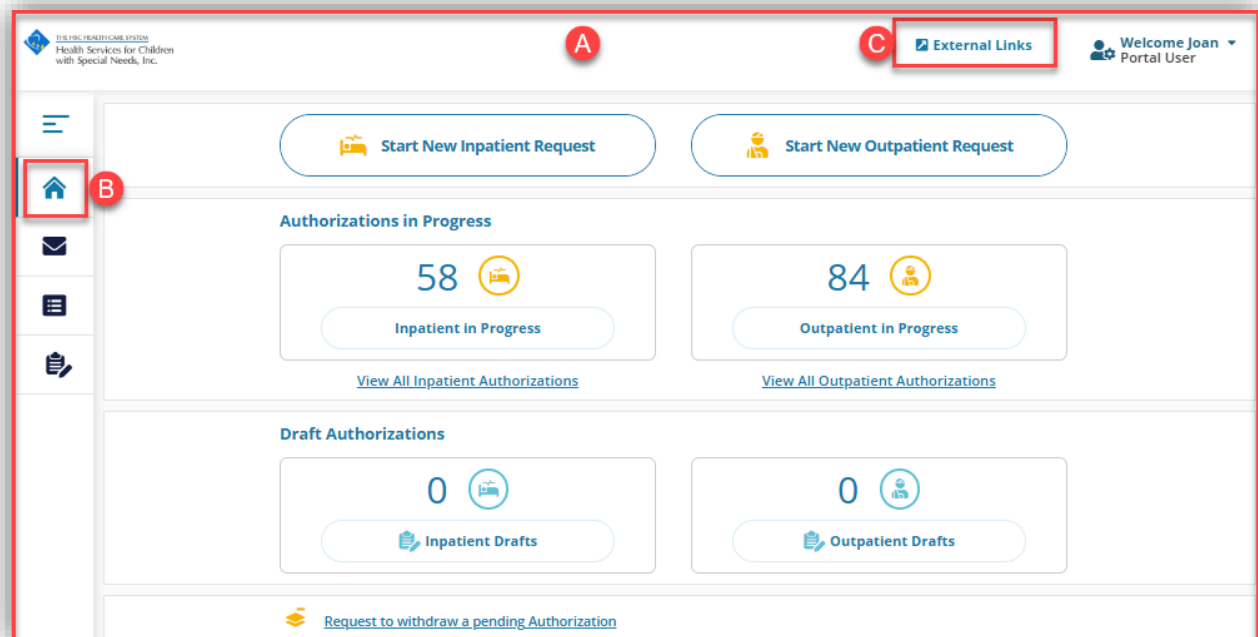 THE HSC HEALTH CARE SYSTEM
Health Services for Children
with Special Needs, Inc.
A
C
External Links
Welcome Joan
Portal User
Start New Inpatient Request
Start New Outpatient Request
B
Authorizations in Progress
58
84
Inpatient in Progress
Outpatient in Progress
View All Inpatient Authorizations
View All Outpatient Authorizations
Draft Authorizations
0
0
Inpatient Drafts
Outpatient Drafts
Request to withdraw a pending Authorization